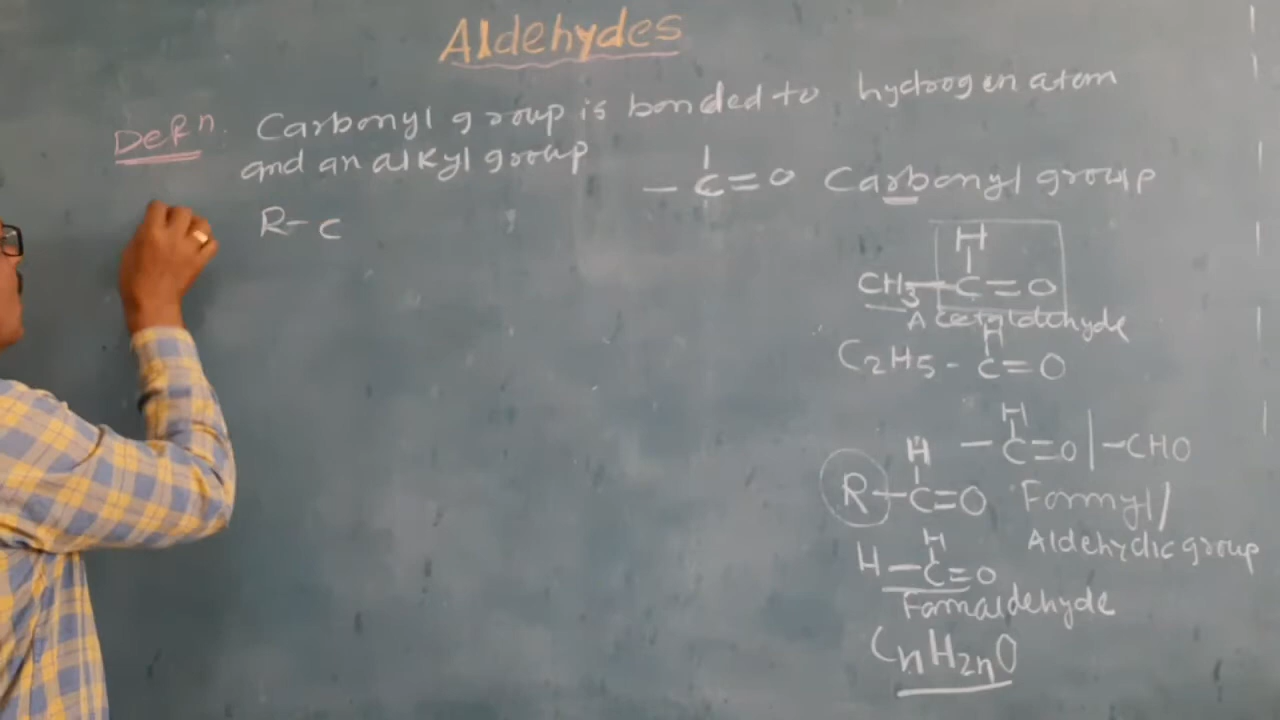 Aldehydes
Defn: Carbonyl group is bonded to hydrogen atom
and an alkyl group
-C=O Carbonyl group
R-C
H
CH3-C=O
Acetaldehyde
H
C2H5-C=O
H
-C=O|-CHO
H
R-C=O Formyl/
Aldehydic group
H
H-C=O
Formaldehyde
CnH2nO